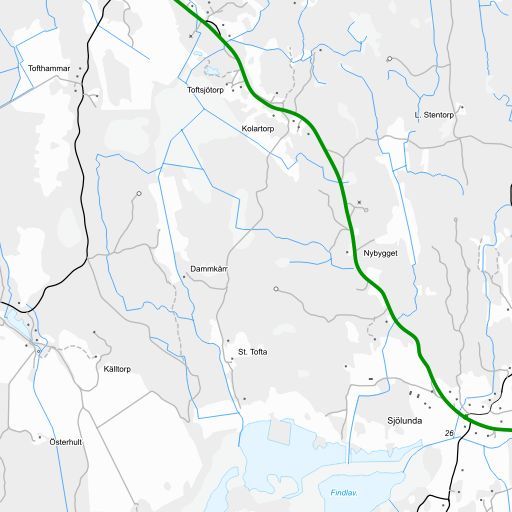 Tofthammar
Toftsjötorp
L. Stentorp
Kolartorp
Nybygget
Dammkärr
St. Tofta
Källtorp
Sjölunda
26
Österhult
Findlav.